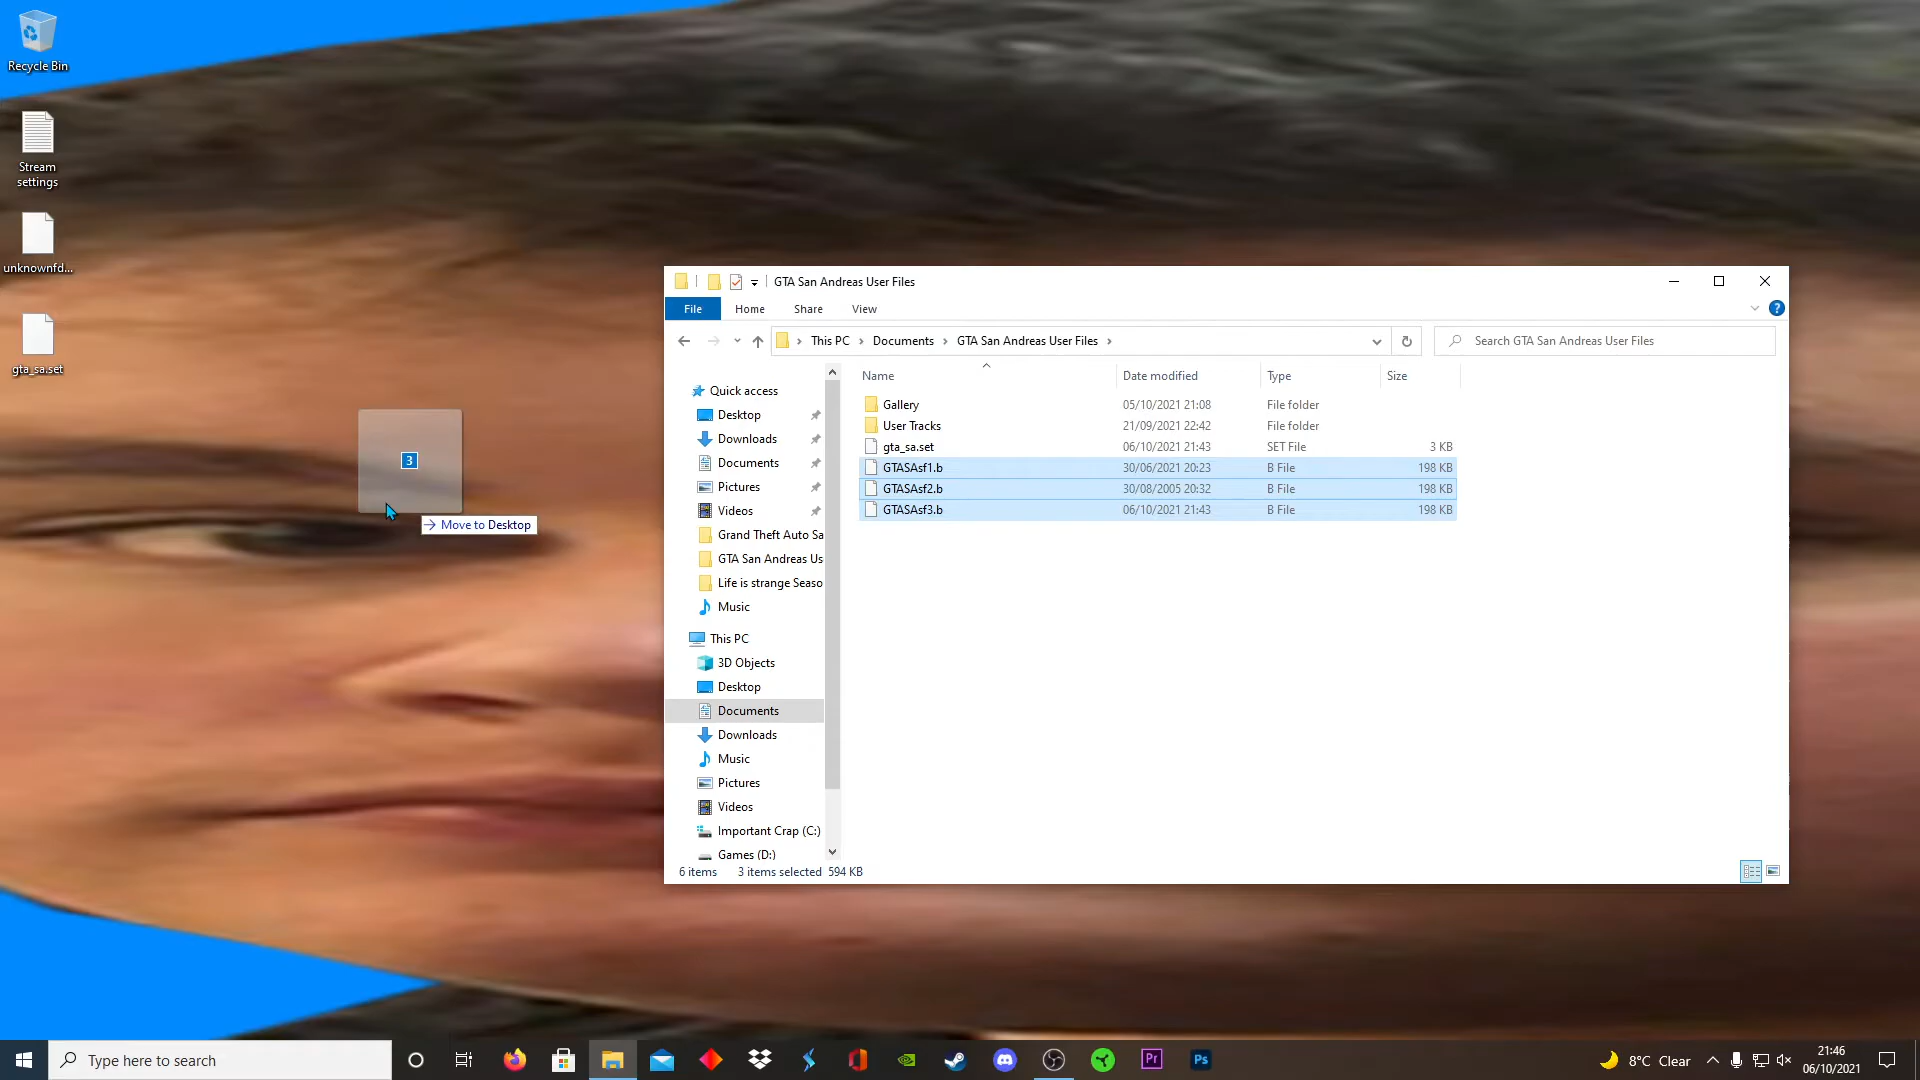 Recycle Bin
Stream
settings
unknownfd...
gta_sa.set
3
Move to Desktop
GTA San Andreas User Files
File
Home
Share
View
?
This PC
Documents
GTA San Andreas User Files
Search GTA San Andreas User Files
Quick access
Desktop
Downloads
Documents
Pictures
Videos
Grand Theft Auto Sa
GTA San Andreas Us
Life is strange Seaso
Music
This PC
3D Objects
Desktop
Documents
Downloads
Music
Pictures
Videos
Important Crap (C:)
Games (D:)
Name Date modified Type Size
Gallery 05/10/2021 21:08 File folder
User Tracks 21/09/2021 22:42 File folder
gta_sa.set 06/10/2021 21:43 SET File 3 KB
GTASAsf1.b 30/06/2021 20:23 B File 198 KB
GTASAsf2.b 30/08/2005 20:32 B File 198 KB
GTASAsf3.b 06/10/2021 21:43 B File 198 KB
6 items 3 items selected 594 KB
Type here to search
Pr
Ps
8°C Clear
21:46
06/10/2021